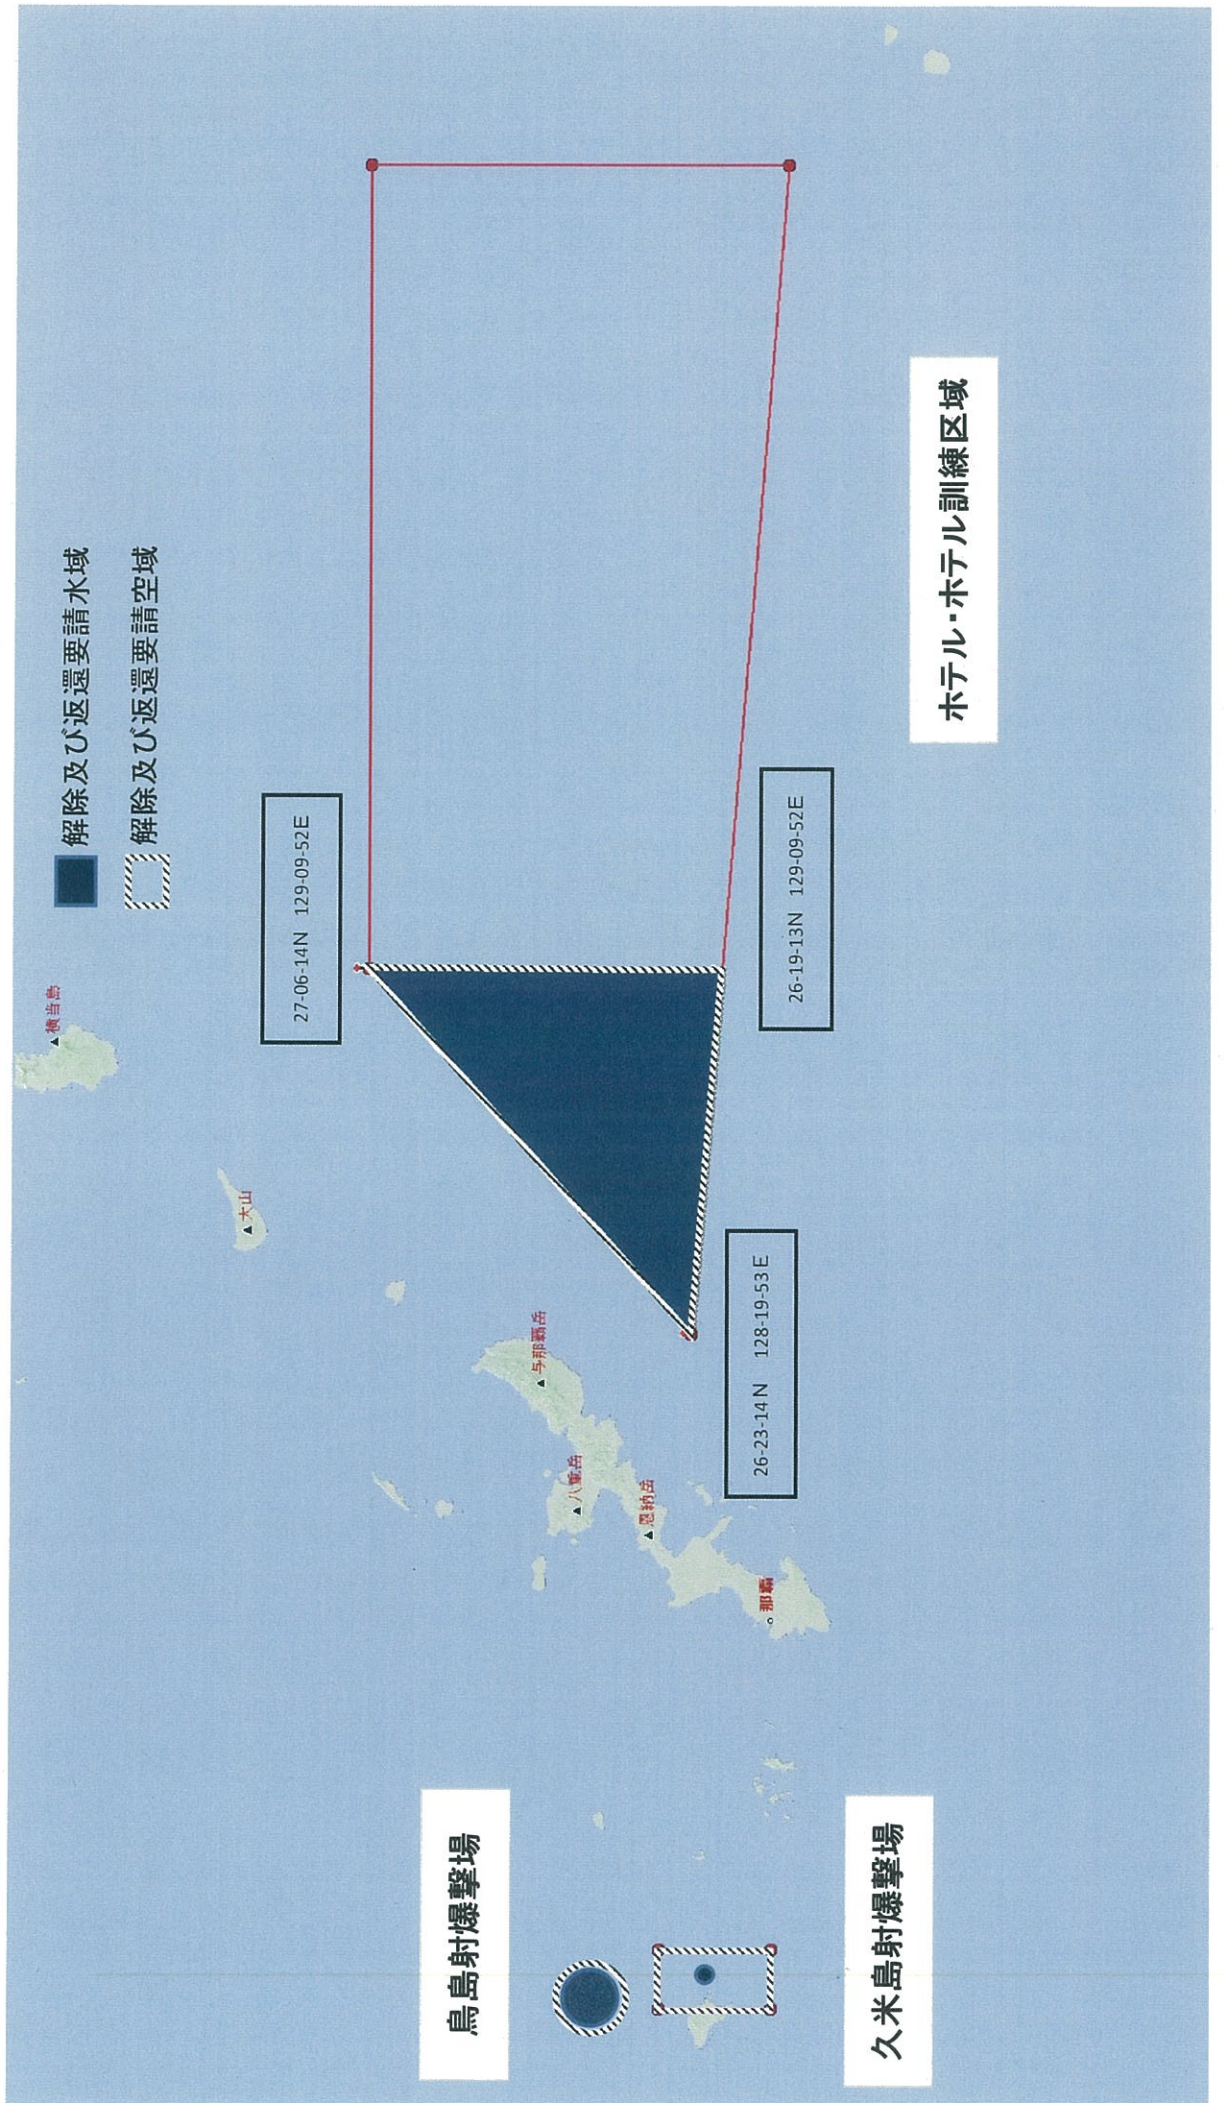 解除及び返還要請水域
解除及び返還要請空域
横当島
大山
27-06-14N 129-09-52E
与那覇岳
八重岳
恩納岳
那覇
26-23-14N 128-19-53E
26-19-13N 129-09-52E
ホテル・ホテル訓練区域
鳥島射爆撃場
久米島射爆撃場